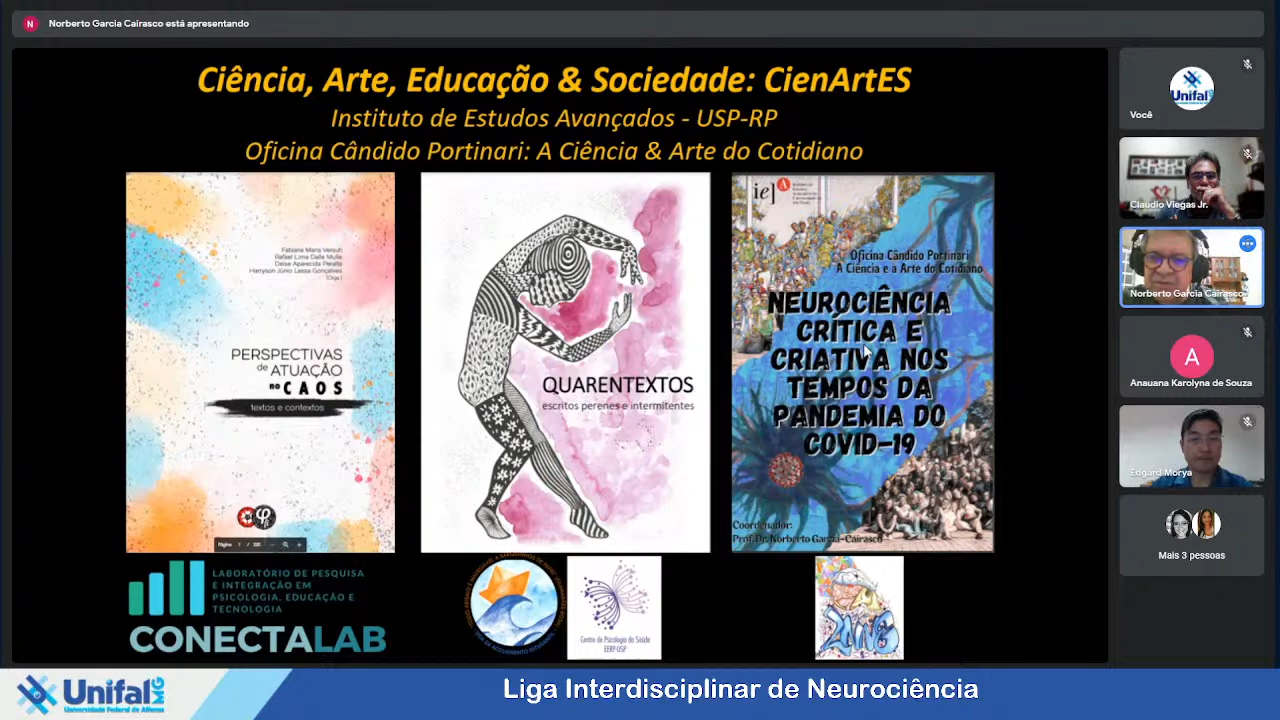 N
Norberto Garcia Cairasco está apresentando
Ciência, Arte, Educação & Sociedade: CienArtES
Instituto de Estudos Avançados - USP-RP
Oficina Cândido Portinari: A Ciência & Arte do Cotidiano
Fabiana Maris Versuti
Rafael Lima Dalle Mulle
Deise Aparecida Peralta
Harryson Júnio Lessa Gonçalves
(Orgs.)
PERSPECTIVAS
de ATUAÇÃO
no CAOS
textos e contextos
Página
QUARENTEXTOS
escritos perenes e intermitentes
iea
Oficina Cândido Portinari
A Ciência e a Arte do Cotidiano
NEUROCIÊNCIA
CRÍTICA E
CRIATIVA NOS
TEMPOS DA
PANDEMIA DO
COVID-19
Coordenador:
Prof. Dr. Norberto Garcia-Cairasco
LABORATÓRIO DE PESQUISA
E INTEGRAÇÃO EM
PSICOLOGIA, EDUCAÇÃO E
TECNOLOGIA
CONECTALAB
Centro de Psicologia da Saúde
EERP-USP
Unifal
Você
Claudio Viegas Jr.
Norberto Garcia Cairasco
A
Anauana Karolyna de Souza
Edgard Morya
Mais 3 pessoas
Unifal MG
Universidade Federal de Alfenas
Liga Interdisciplinar de Neurociência